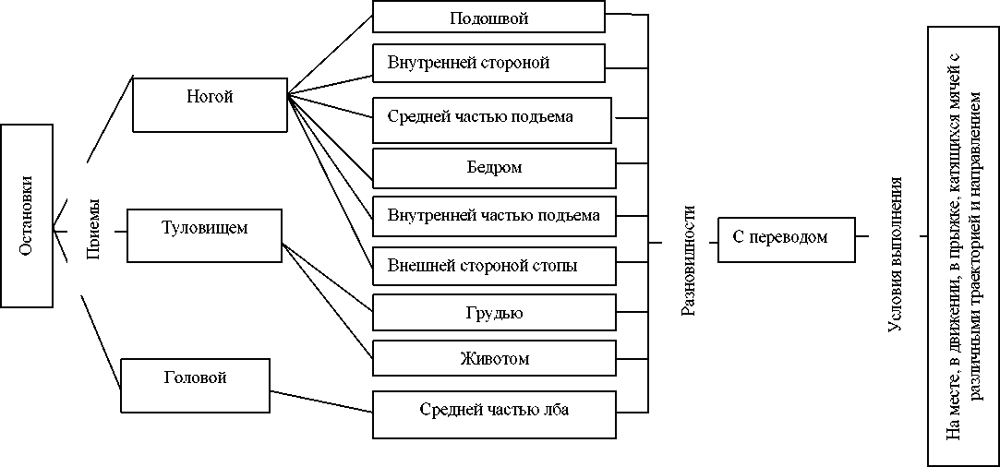 Остановки
Приемы
Ногой
Туловищем
Головой
Подошвой
Внутренней стороной
Средней частью подъема
Бедром
Внутренней частью подъема
Внешней стороной стопы
Грудью
Животом
Средней частью лба
Разновидности
С переводом
Условия выполнения
На месте, в движении, в прыжке, катящихся мячей с
различными траекторией и направлением